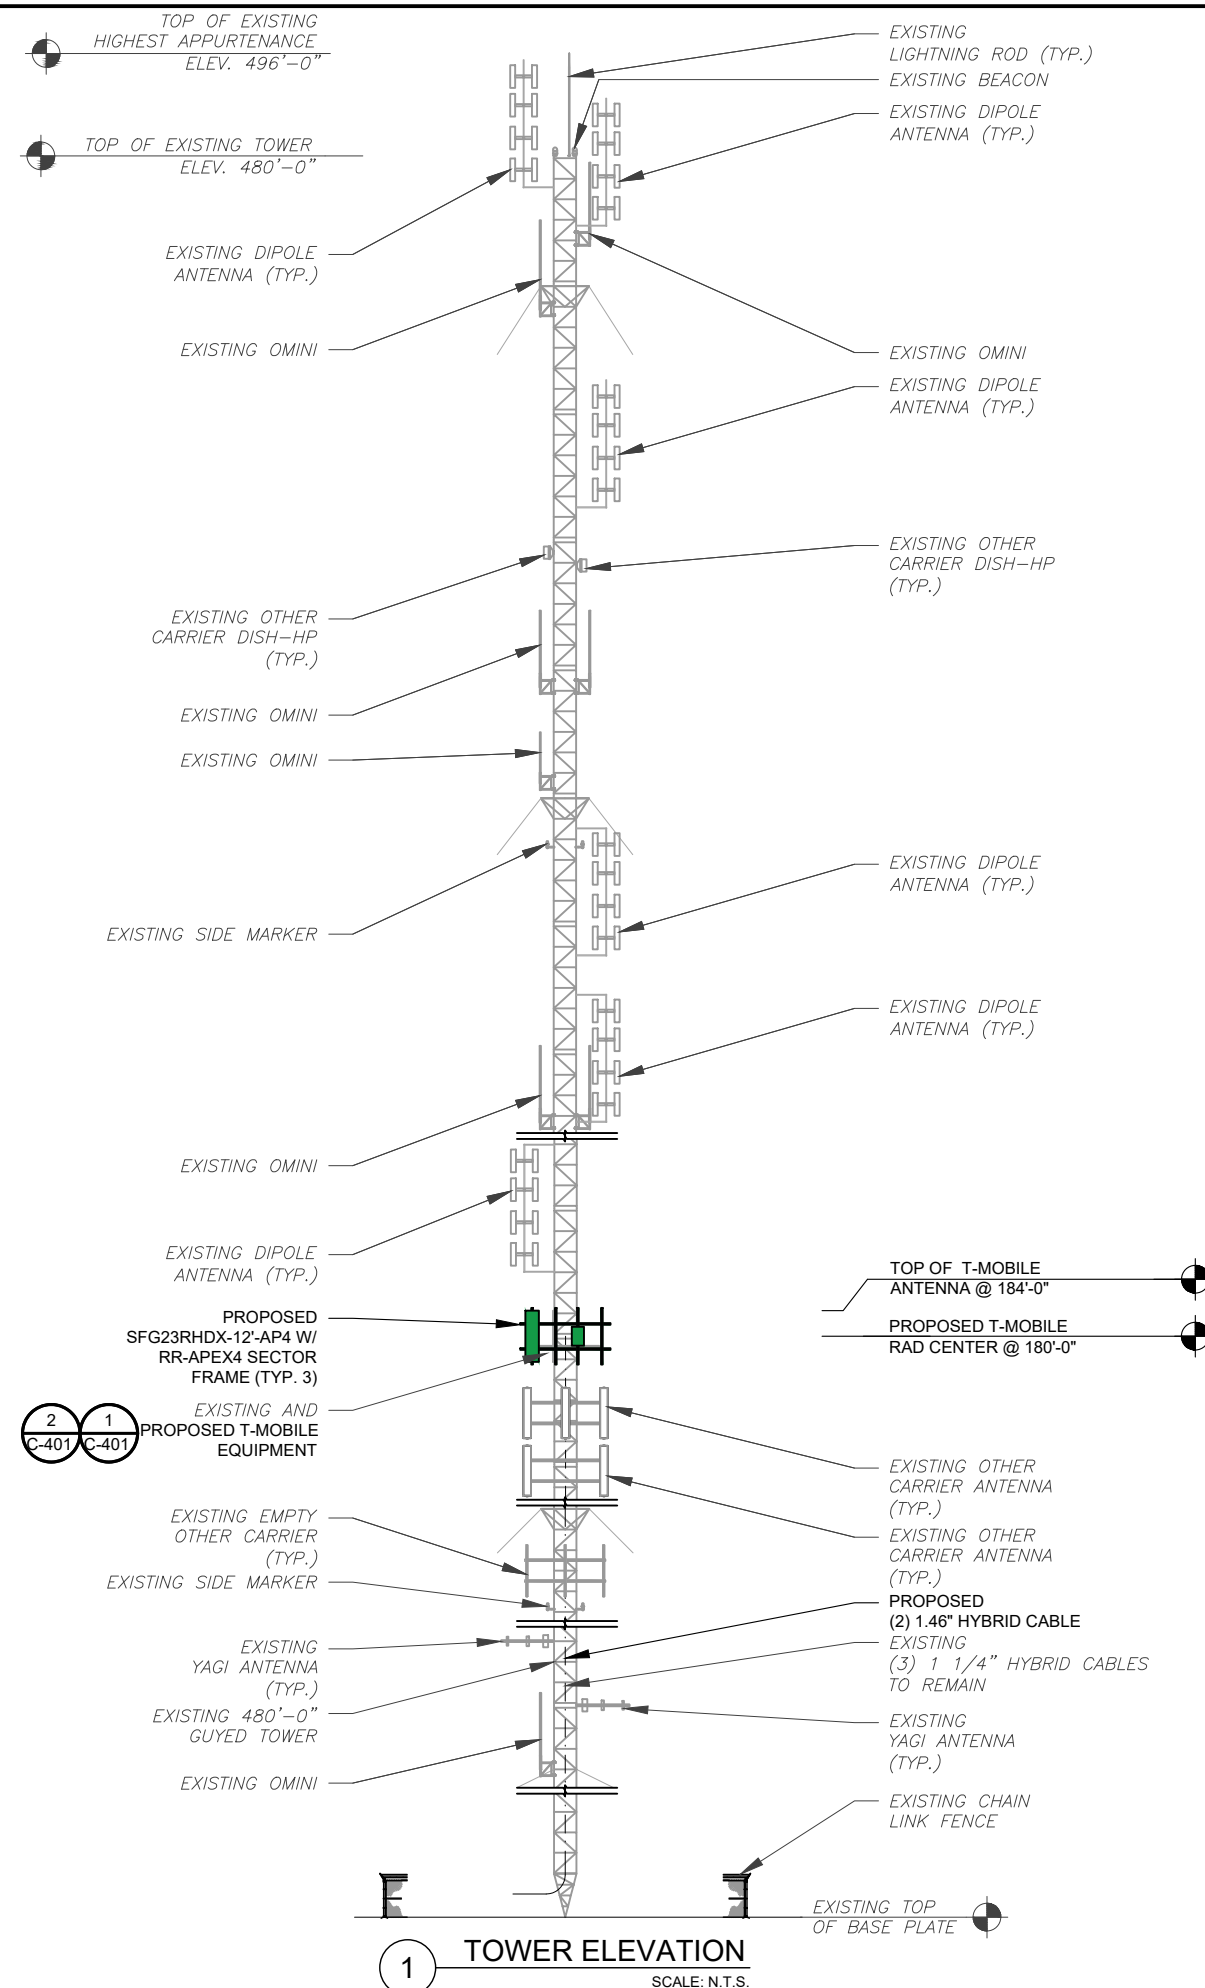 TOP OF EXISTING
HIGHEST APPURTENANCE
ELEV. 496'-0"
TOP OF EXISTING TOWER
ELEV. 480'-0"
EXISTING
LIGHTNING ROD (TYP.)
EXISTING BEACON
EXISTING DIPOLE
ANTENNA (TYP.)
EXISTING DIPOLE
ANTENNA (TYP.)
EXISTING OMINI
EXISTING OMINI
EXISTING DIPOLE
ANTENNA (TYP.)
EXISTING OTHER
CARRIER DISH-HP
(TYP.)
EXISTING OTHER
CARRIER DISH-HP
(TYP.)
EXISTING OMINI
EXISTING OMINI
EXISTING DIPOLE
ANTENNA (TYP.)
EXISTING SIDE MARKER
EXISTING DIPOLE
ANTENNA (TYP.)
EXISTING OMINI
EXISTING DIPOLE
ANTENNA (TYP.)
TOP OF T-MOBILE
ANTENNA @ 184'-0"
PROPOSED T-MOBILE
RAD CENTER @ 180'-0"
PROPOSED
SFG23RHDX-12'-AP4 W/
RR-APEX4 SECTOR
FRAME (TYP. 3)
2
C-401
1
C-401
EXISTING AND
PROPOSED T-MOBILE
EQUIPMENT
EXISTING OTHER
CARRIER ANTENNA
(TYP.)
EXISTING EMPTY
OTHER CARRIER
(TYP.)
EXISTING OTHER
CARRIER ANTENNA
(TYP.)
EXISTING SIDE MARKER
PROPOSED
(2) 1.46" HYBRID CABLE
EXISTING
(3) 1 1/4" HYBRID CABLES
TO REMAIN
EXISTING
YAGI ANTENNA
(TYP.)
EXISTING 480'-0"
GUYED TOWER
EXISTING
YAGI ANTENNA
(TYP.)
EXISTING OMINI
EXISTING CHAIN
LINK FENCE
EXISTING TOP
OF BASE PLATE
1
TOWER ELEVATION
SCALE: N.T.S.